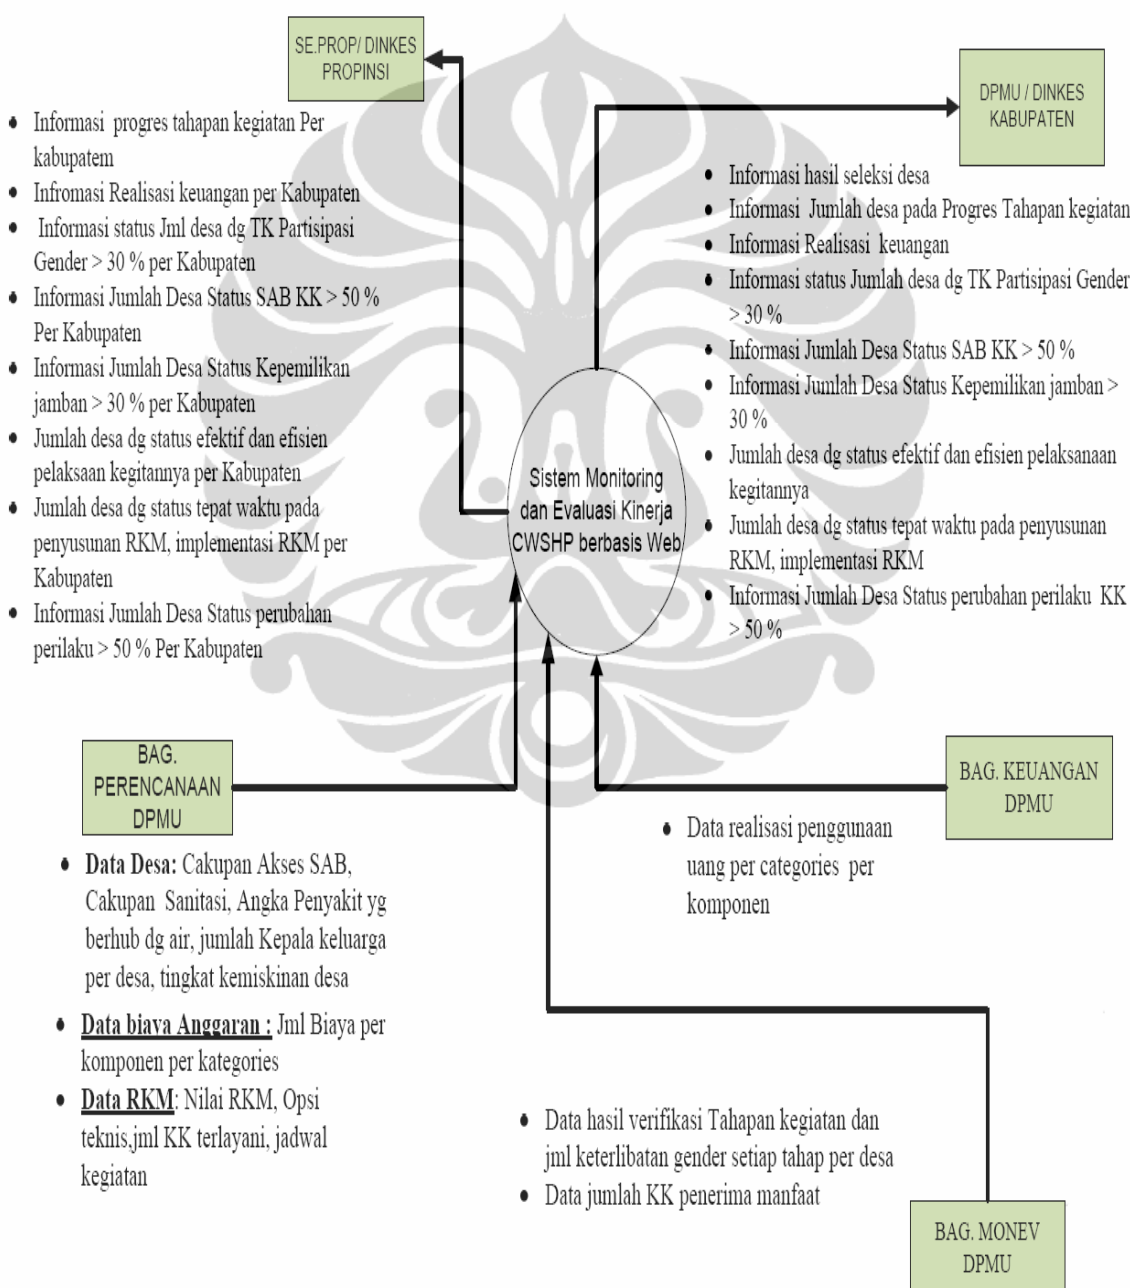 SE.PROP/ DINKES
PROPINSI
• Informasi progres tahapan kegiatan Per
kabupatem
• Infromasi Realisasi keuangan per Kabupaten
• Informasi status Jml desa dg TK Partisipasi
Gender > 30 % per Kabupaten
• Informasi Jumlah Desa Status SAB KK > 50 %
Per Kabupaten
• Informasi Jumlah Desa Status Kepemilikan
jamban > 30 % per Kabupaten
• Jumlah desa dg status efektif dan efisien
pelaksaan kegitannya per Kabupaten
• Jumlah desa dg status tepat waktu pada
penyusunan RKM, implementasi RKM per
Kabupaten
• Informasi Jumlah Desa Status perubahan
perilaku > 50 % Per Kabupaten
DPMU / DINKES
KABUPATEN
• Informasi hasil seleksi desa
• Informasi Jumlah desa pada Progres Tahapan kegiatan
• Informasi Realisasi keuangan
• Informasi status Jumlah desa dg TK Partisipasi Gender
> 30 %
• Informasi Jumlah Desa Status SAB KK > 50 %
• Informasi Jumlah Desa Status Kepemilikan jamban >
30 %
• Jumlah desa dg status efektif dan efisien pelaksanaan
kegitannya
• Jumlah desa dg status tepat waktu pada penyusunan
RKM, implementasi RKM
• Informasi Jumlah Desa Status perubahan perilaku KK
> 50 %
Sistem Monitoring
dan Evaluasi Kinerja
CWSHP berbasis Web
BAG.
PERENCANAAN
DPMU
• Data Desa: Cakupan Akses SAB,
Cakupan Sanitasi, Angka Penyakit yg
berhub dg air, jumlah Kepala keluarga
per desa, tingkat kemiskinan desa
• Data biaya Anggaran : Jml Biaya per
komponen per kategories
• Data RKM: Nilai RKM, Opsi
teknis,jml KK terlayani, jadwal
kegiatan
BAG. KEUANGAN
DPMU
• Data realisasi penggunaan
uang per categories per
komponen
• Data hasil verifikasi Tahapan kegiatan dan
jml keterlibatan gender setiap tahap per desa
• Data jumlah KK penerima manfaat
BAG. MONEV
DPMU